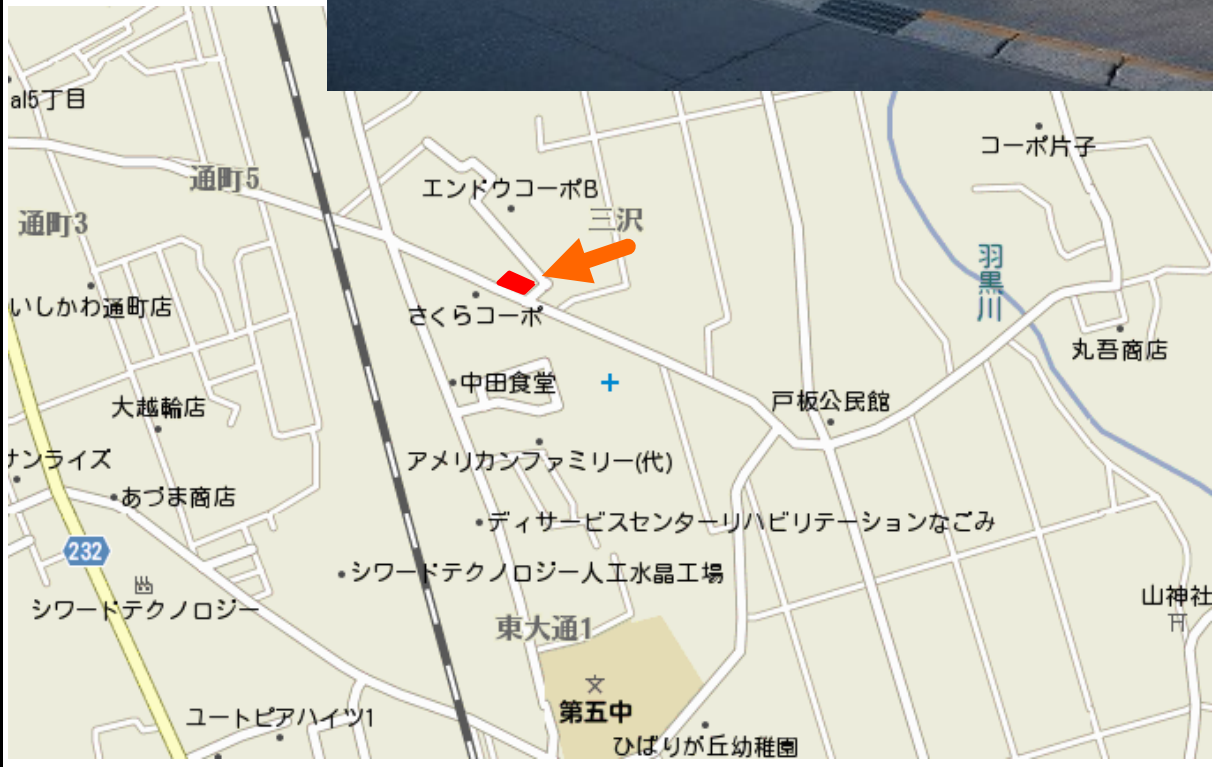 al5丁目
コーポ片子
通町5
エンドウコーポB
三沢
通町3
羽黒川
いしかわ通町店
さくらコーポ
丸吾商店
中田食堂
戸板公民館
大越輪店
サンライズ
アメリカンファミリー(代)
あづま商店
ディサービスセンターリハビリテーションなごみ
232
シワードテクノロジー人工水晶工場
シワードテクノロジー
山神社
東大通1
文
第五中
ユートピアハイツ1
ひばりが丘幼稚園